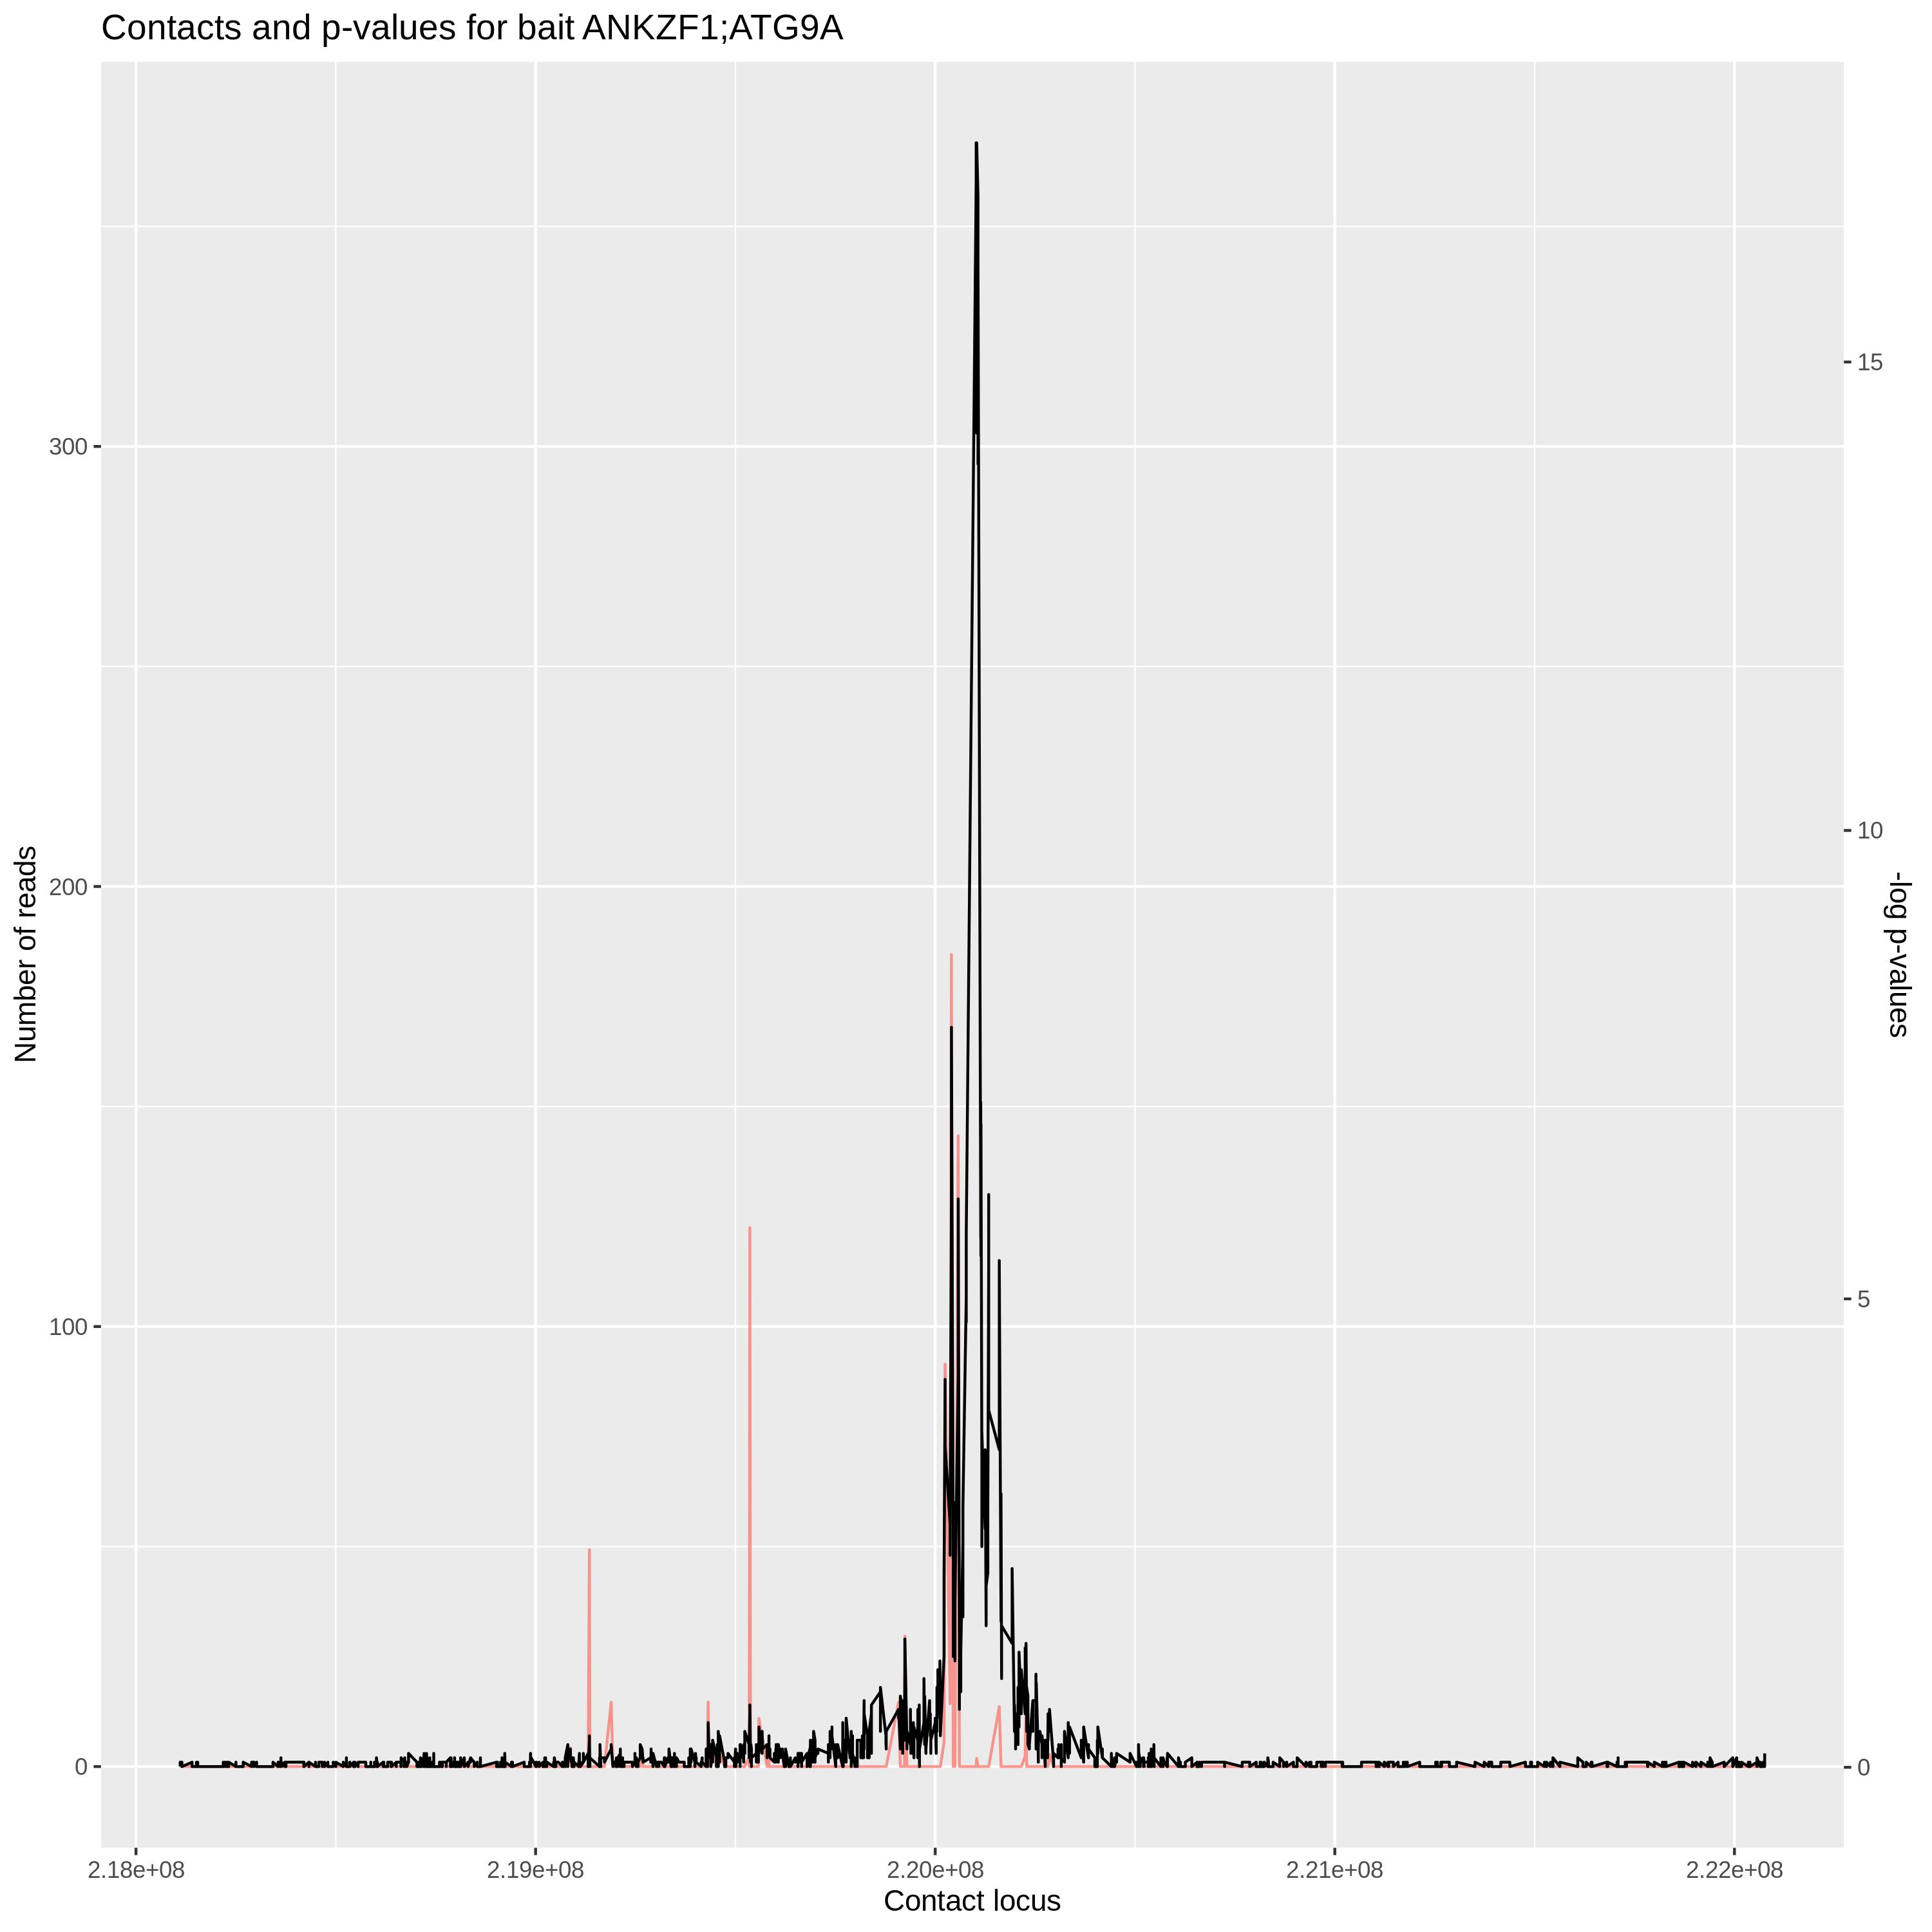 Contacts and p-values for bait ANKZF1;ATG9A
Number of reads
300
200
100
0
15
10
5
0
-log p-values
2.18e+08
2.19e+08
2.20e+08
2.21e+08
2.22e+08
Contact locus